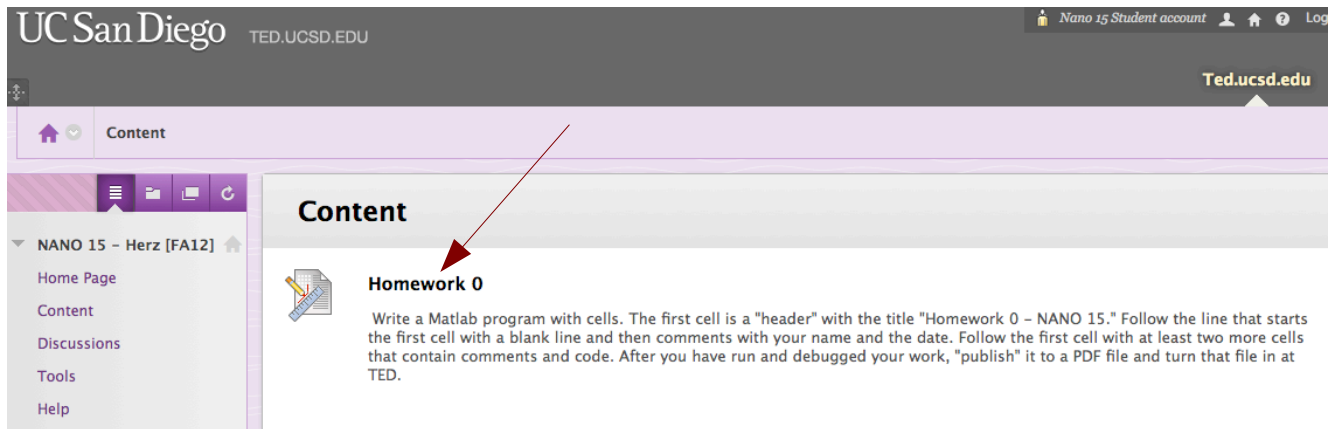 UC San Diego TED.UCSD.EDU
Nano 15 Student account Log
Ted.ucsd.edu
Content
Content
NANO 15 - Herz [FA12]
Home Page
Content
Discussions
Tools
Help
Homework 0
Write a Matlab program with cells. The first cell is a "header" with the title "Homework 0 - NANO 15." Follow the line that starts
the first cell with a blank line and then comments with your name and the date. Follow the first cell with at least two more cells
that contain comments and code. After you have run and debugged your work, "publish" it to a PDF file and turn that file in at
TED.